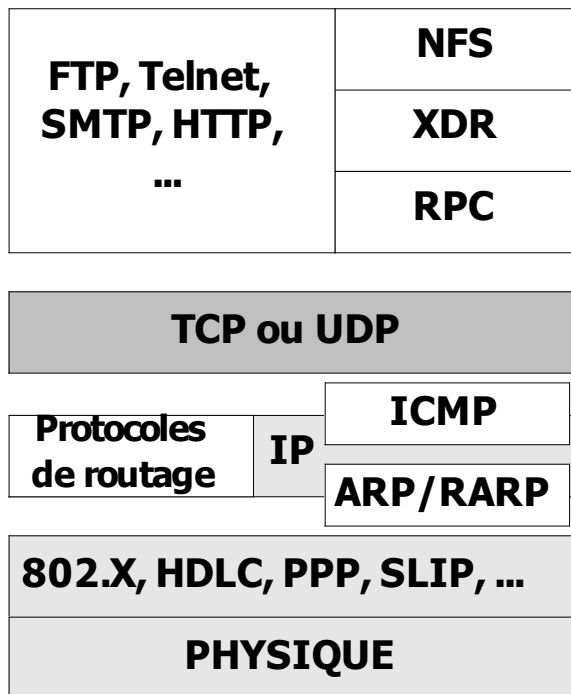 FTP, Telnet,
SMTP, HTTP,
...
NFS
XDR
RPC
TCP ou UDP
Protocoles
de routage
IP
ICMP
ARP/RARP
802.X, HDLC, PPP, SLIP, ...
PHYSIQUE